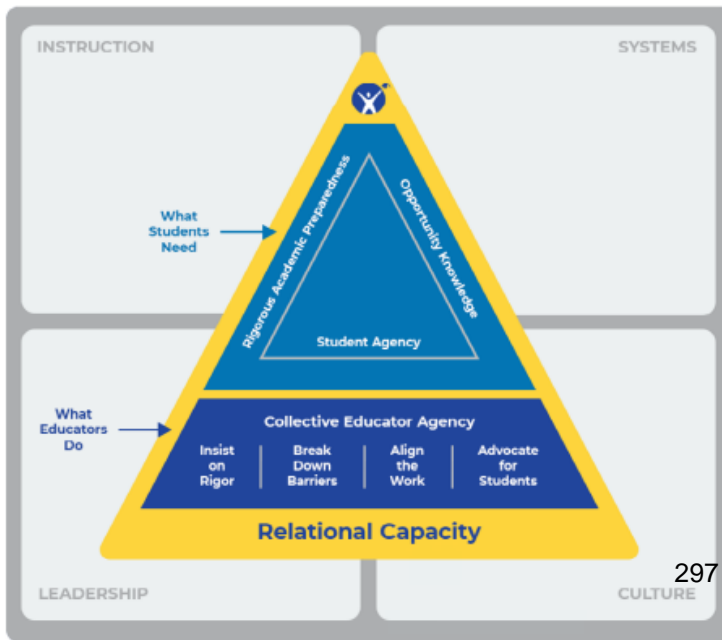 INSTRUCTION
SYSTEMS
Rigorous Academic Preparedness
Opportunity Knowledge
What
Students
Need
Student Agency
What
Educators
Do
Collective Educator Agency
Insist
on
Rigor
Break
Down
Barriers
Align
the
Work
Advocate
for
Students
Relational Capacity
297
LEADERSHIP
CULTURE